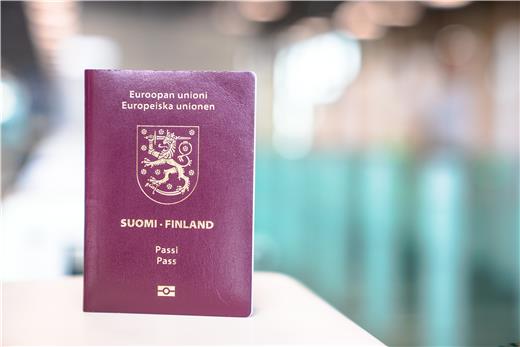 Euroopan unioni
Europeiska unionen
SUOMI · FINLAND
Passi
Pass